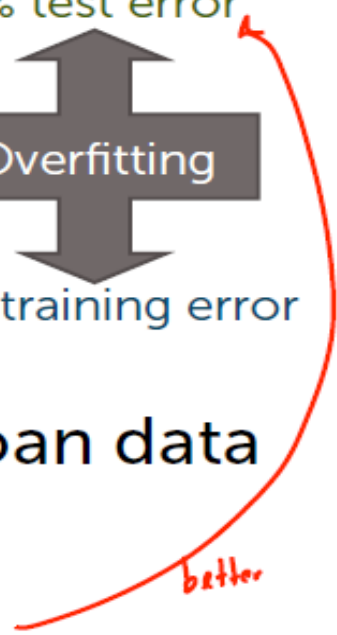 % test error
Overfitting
training error
oan data
better